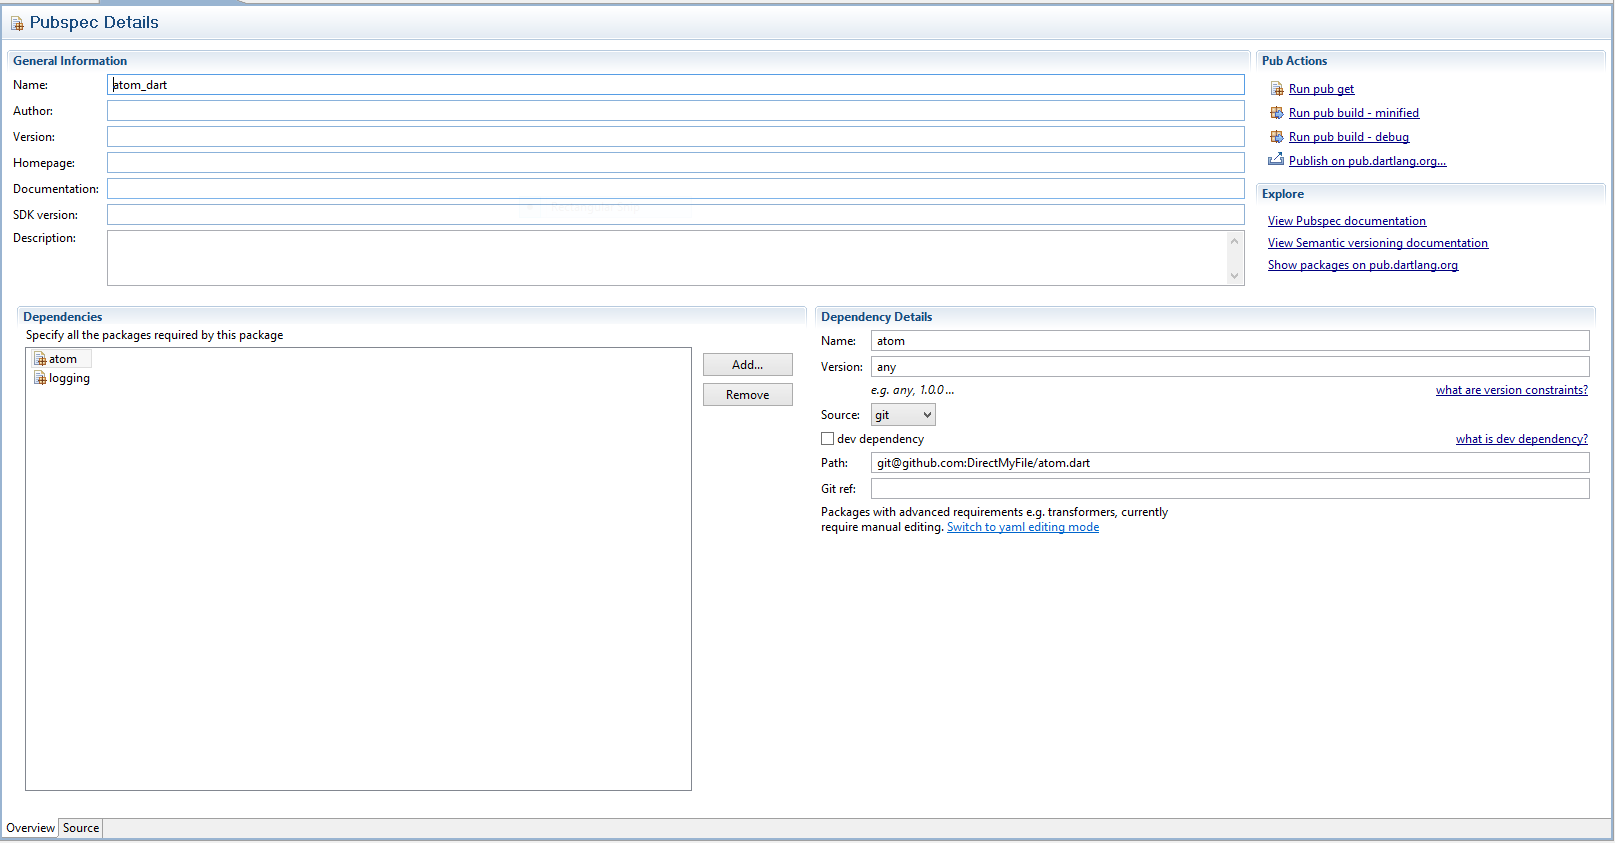 Pubspec Details
General Information
Name: atom_dart
Author:
Version:
Homepage:
Documentation:
SDK version:
Description:
Pub Actions
Run pub get
Run pub build - minified
Run pub build - debug
Publish on pub.dartlang.org...
Explore
View Pubspec documentation
View Semantic versioning documentation
Show packages on pub.dartlang.org
Dependencies
Specify all the packages required by this package
atom
logging
Add...
Remove
Dependency Details
Name: atom
Version: any
e.g. any, 1.0.0 ... what are version constraints?
Source: git
dev dependency what is dev dependency?
Path: git@github.com:DirectMyFile/atom.dart
Git ref:
Packages with advanced requirements e.g. transformers, currently
require manual editing. Switch to yaml editing mode
Overview Source